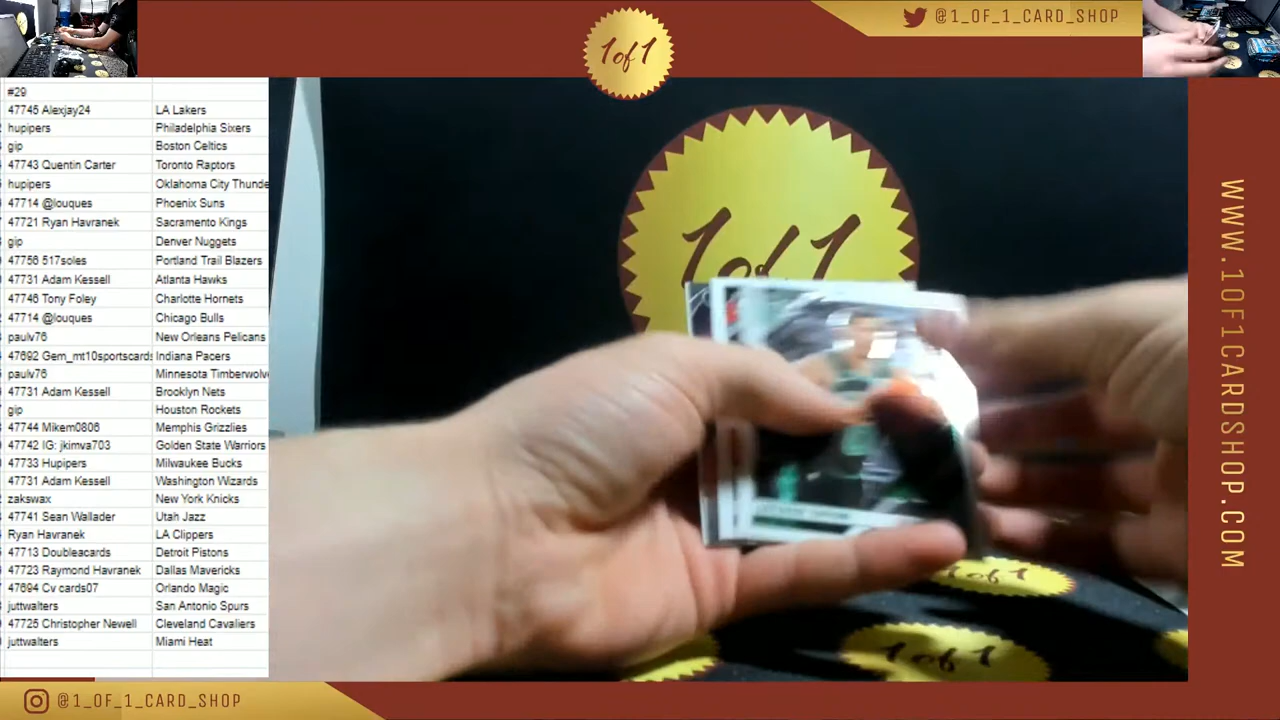 @1_OF_1_CARD_SHOP
1of1
#29
47745 Alexjay24 LA Lakers
hupipers Philadelphia Sixers
gip Boston Celtics
47743 Quentin Carter Toronto Raptors
hupipers Oklahoma City Thunde
47714 @louques Phoenix Suns
47721 Ryan Havranek Sacramento Kings
gip Denver Nuggets
47756 517soles Portland Trail Blazers
47731 Adam Kessell Atlanta Hawks
47746 Tony Foley Charlotte Hornets
47714 @louques Chicago Bulls
paulv76 New Orleans Pelicans
47692 Gem_mt10sportscards Indiana Pacers
paulv76 Minnesota Timberwolv
47731 Adam Kessell Brooklyn Nets
gip Houston Rockets
47744 Mikem0806 Memphis Grizzlies
47742 IG: jkimva703 Golden State Warriors
47733 Hupipers Milwaukee Bucks
47731 Adam Kessell Washington Wizards
zakswax New York Knicks
47741 Sean Wallader Utah Jazz
Ryan Havranek LA Clippers
47713 Doubleacards Detroit Pistons
47723 Raymond Havranek Dallas Mavericks
47694 Cv cards07 Orlando Magic
juttwalters San Antonio Spurs
47725 Christopher Newell Cleveland Cavaliers
juttwalters Miami Heat
1of1
1of1
1of1
WWW.1OF1CARDSHOP.COM
@1_OF_1_CARD_SHOP